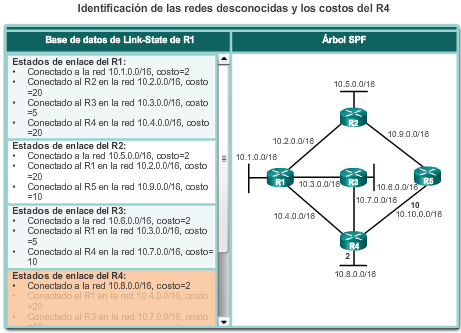 Identificación de las redes desconocidas y los costos del R4
Base de datos de Link-State de R1
Estados de enlace del R1:
• Conectado a la red 10.1.0.0/16, costo=2
• Conectado al R2 en la red 10.2.0.0/16, costo
=20
• Conectado al R3 en la red 10.3.0.0/16, costo
=5
• Conectado al R4 en la red 10.4.0.0/16, costo
=20
Estados de enlace del R2:
• Conectado a la red 10.5.0.0/16, costo=2
• Conectado al R1 en la red 10.2.0.0/16, costo
=20
• Conectado al R5 en la red 10.9.0.0/16, costo
=10
Estados de enlace del R3:
• Conectado a la red 10.6.0.0/16, costo=2
• Conectado al R1 en la red 10.3.0.0/16, costo
=5
• Conectado al R4 en la red 10.7.0.0/16, costo=
10
Estados de enlace del R4:
• Conectado a la red 10.8.0.0/16, costo=2
• Conectado al R1 en la red 10.4.0.0/16, costo
=20
• Conectado al R3 en la red 10.7.0.0/16, costo
Árbol SPF
10.5.0.0/16
R2
10.2.0.0/16
10.9.0.0/16
10.1.0.0/16
R1
10.3.0.0/16
R3
10.6.0.0/16
R5
10.7.0.0/16
10
10.4.0.0/16
10.10.0.0/16
R4
2
10.8.0.0/16